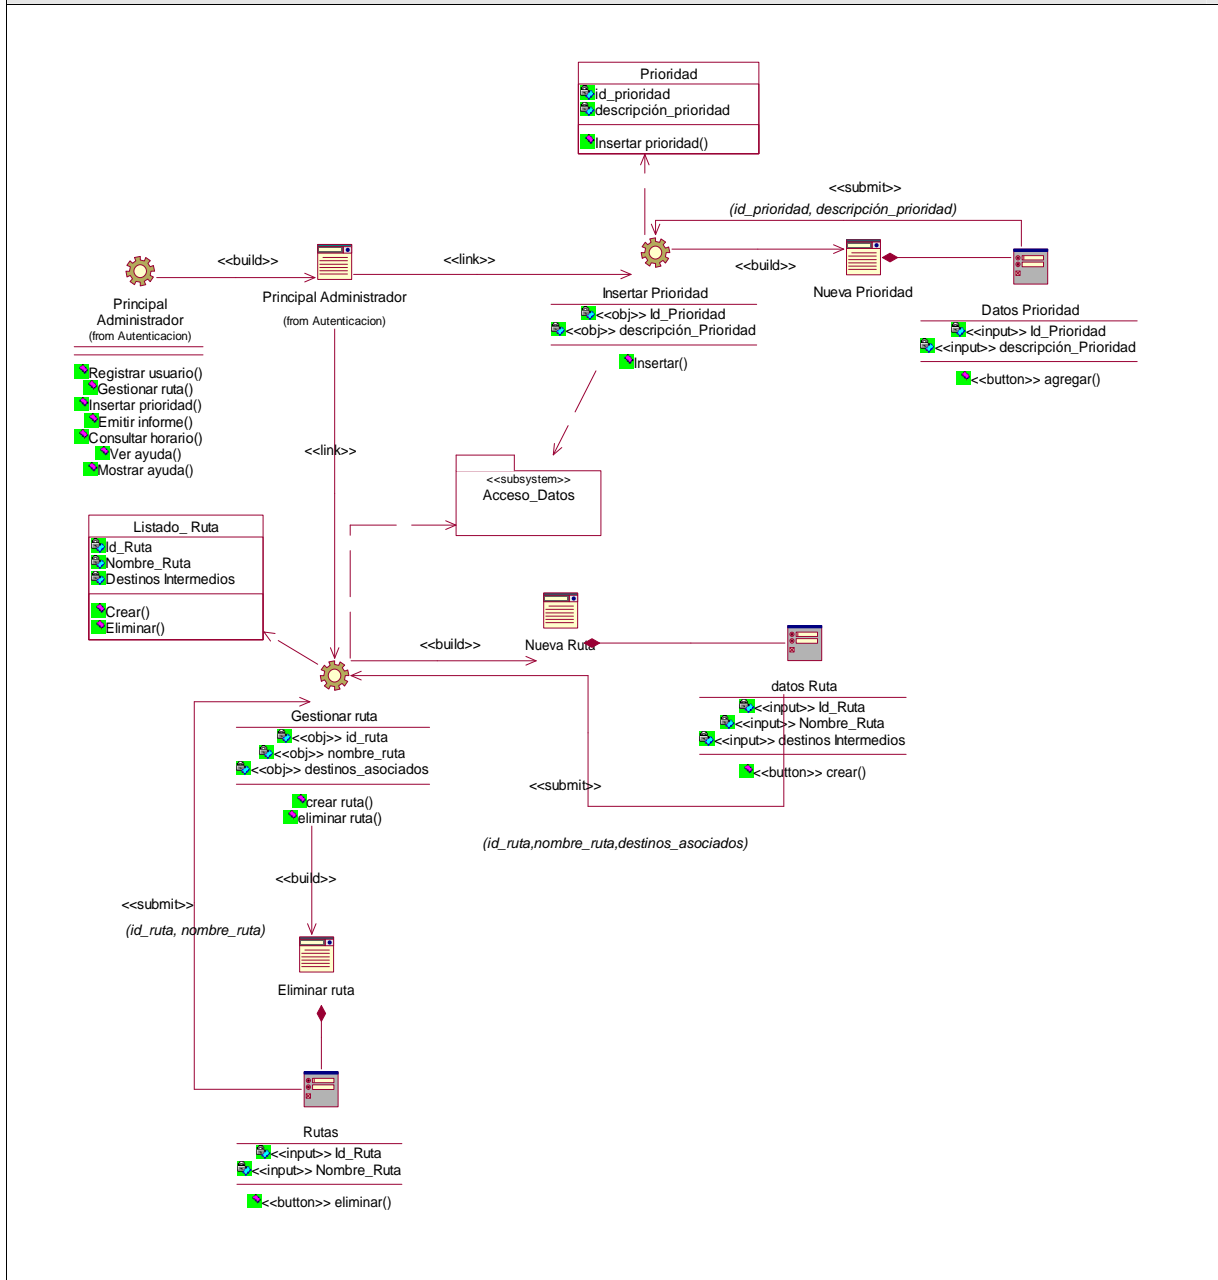 Prioridad
id_prioridad
descripción_prioridad
Insertar prioridad()
<<submit>>
(id_prioridad, descripción_prioridad)
<<build>>
<<link>>
<<build>>
Principal
Administrador
(from Autenticacion)
Registrar usuario()
Gestionar ruta()
Insertar prioridad()
Emitir informe()
Consultar horario()
Ver ayuda()
Mostrar ayuda()
Principal Administrador
(from Autenticacion)
Insertar Prioridad
<<obj>> Id_Prioridad
<<obj>> descripción_Prioridad
Insertar()
Nueva Prioridad
Datos Prioridad
<<input>> Id_Prioridad
<<input>> descripción_Prioridad
<<button>> agregar()
<<link>>
<<subsystem>>
Acceso_Datos
Listado_ Ruta
Id_Ruta
Nombre_Ruta
Destinos Intermedios
Crear()
Eliminar()
<<build>>
Nueva Ruta
datos Ruta
<<input>> Id_Ruta
<<input>> Nombre_Ruta
<<input>> destinos Intermedios
<<button>> crear()
Gestionar ruta
<<obj>> id_ruta
<<obj>> nombre_ruta
<<obj>> destinos_asociados
crear ruta()
eliminar ruta()
<<submit>>
(id_ruta,nombre_ruta,destinos_asociados)
<<build>>
<<submit>>
(id_ruta, nombre_ruta)
Eliminar ruta
Rutas
<<input>> Id_Ruta
<<input>> Nombre_Ruta
<<button>> eliminar()